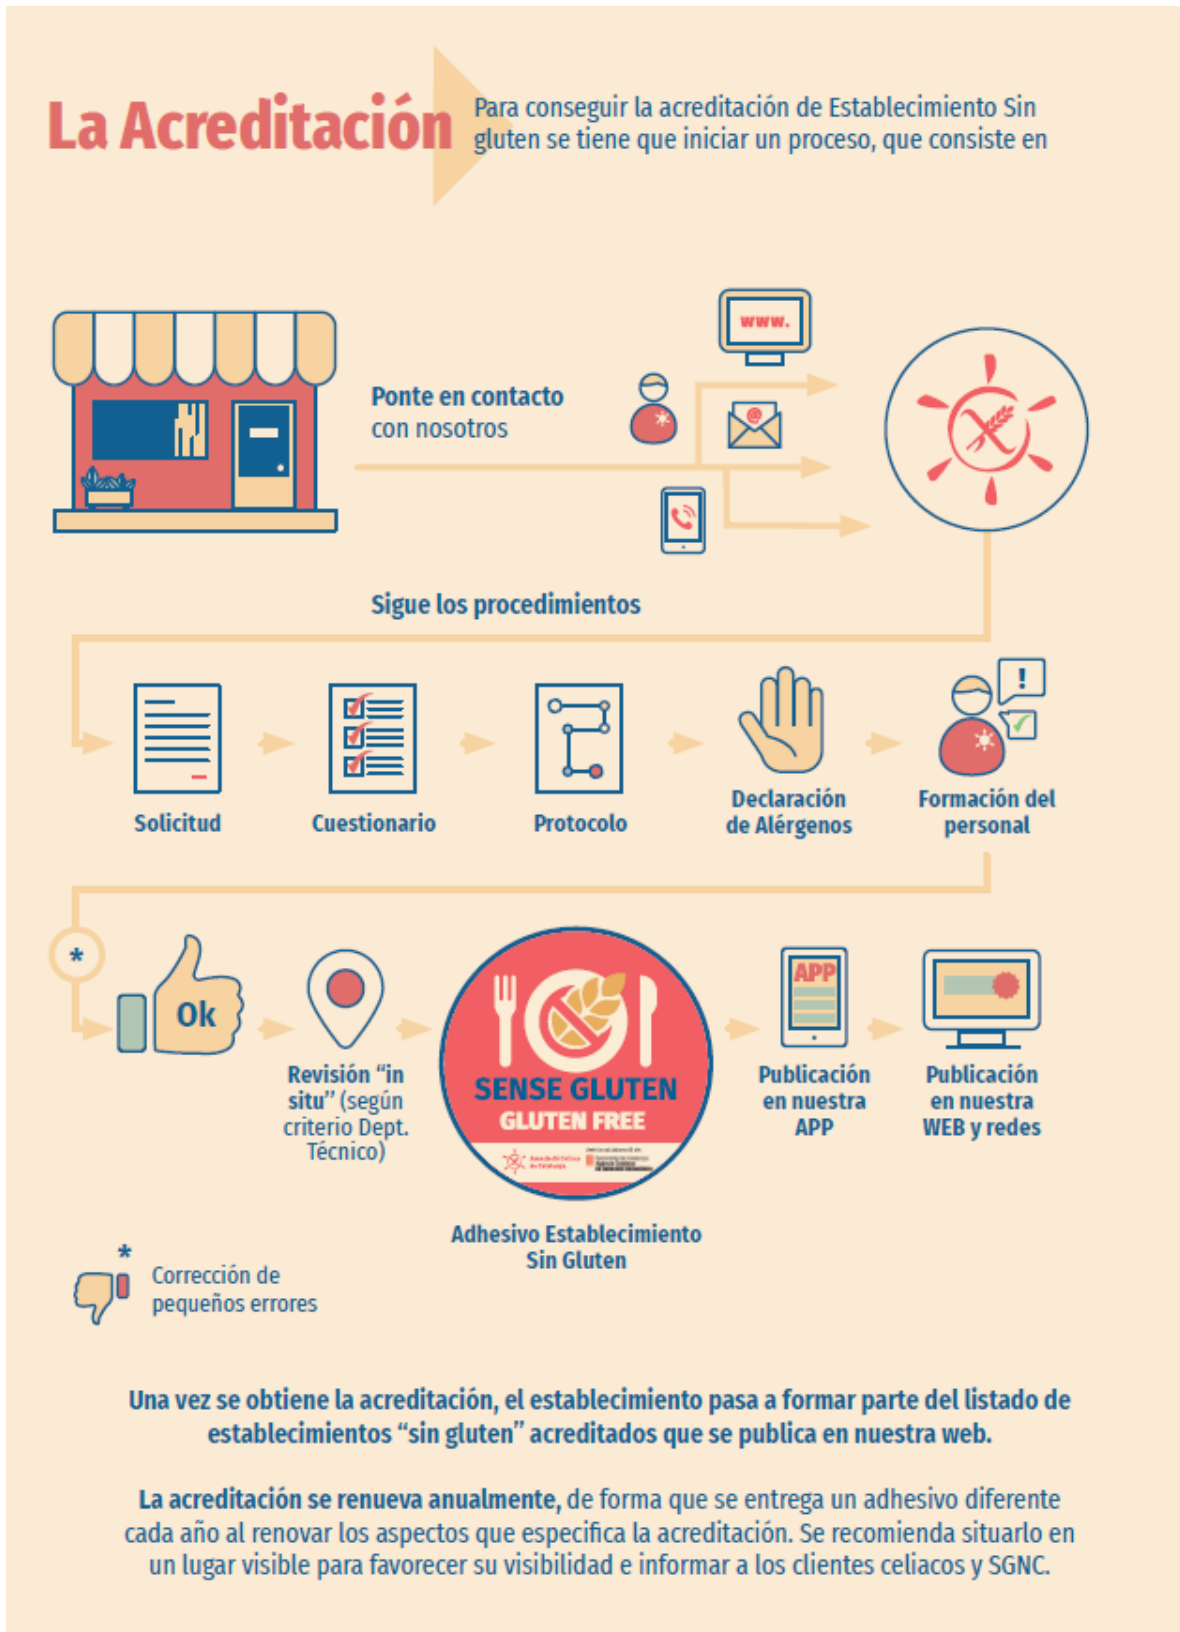 La Acreditación
Para conseguir la acreditación de Establecimiento Sin
gluten se tiene que iniciar un proceso, que consiste en
www.
Ponte en contacto
con nosotros
@
Sigue los procedimientos
!
Solicitud
Cuestionario
Protocolo
Declaración
de Alérgenos
Formación del
personal
*
Ok
Revisión “in
situ” (según
criterio Dept.
Técnico)
SENSE GLUTEN
GLUTEN FREE
Associació Celíacs
de Catalunya
Adhesivo Establecimiento
Sin Gluten
APP
Publicación
en nuestra
APP
Publicación
en nuestra
WEB y redes
*
Corrección de
pequeños errores
Una vez se obtiene la acreditación, el establecimiento pasa a formar parte del listado de
establecimientos “sin gluten” acreditados que se publica en nuestra web.
La acreditación se renueva anualmente, de forma que se entrega un adhesivo diferente
cada año al renovar los aspectos que especifica la acreditación. Se recomienda situarlo en
un lugar visible para favorecer su visibilidad e informar a los clientes celiacos y SGNC.